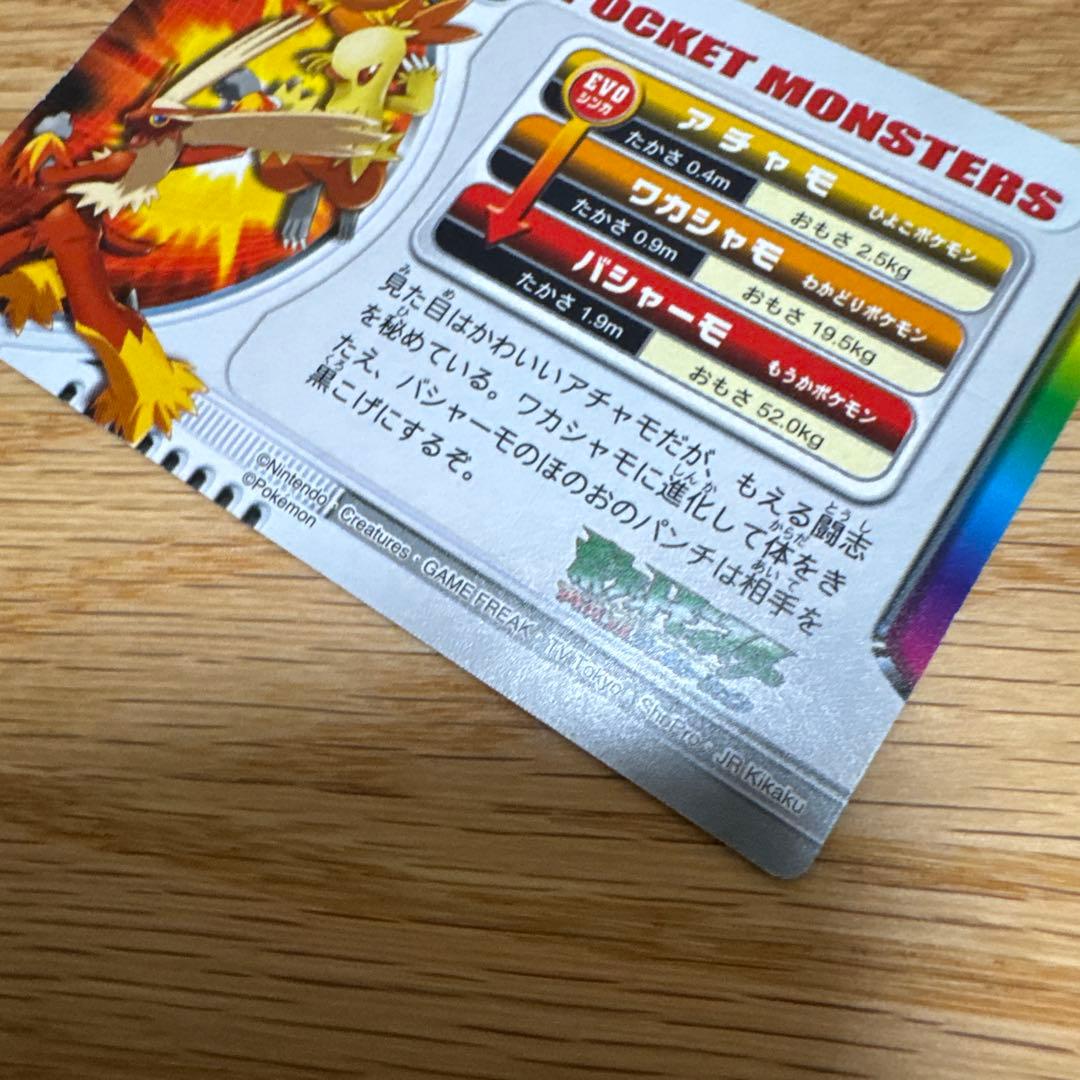 POCKET MONSTERS
EVO
シンカ
アチャモ ひよこポケモン
たかさ 0.4m おもさ 2.5kg
ワカシャモ わかどりポケモン
たかさ 0.9m おもさ 19.5kg
バシャーモ もうかポケモン
たかさ 1.9m おもさ 52.0kg
見た目はかわいいアチャモだが、もえる闘志
を秘めている。ワカシャモに進化して体をき
たえ、バシャーモのほのおのパンチは相手を
黒こげにするぞ。
©Nintendo・Creatures・GAME FREAK・TV Tokyo・ShoPro・JR Kikaku
©Pokémon